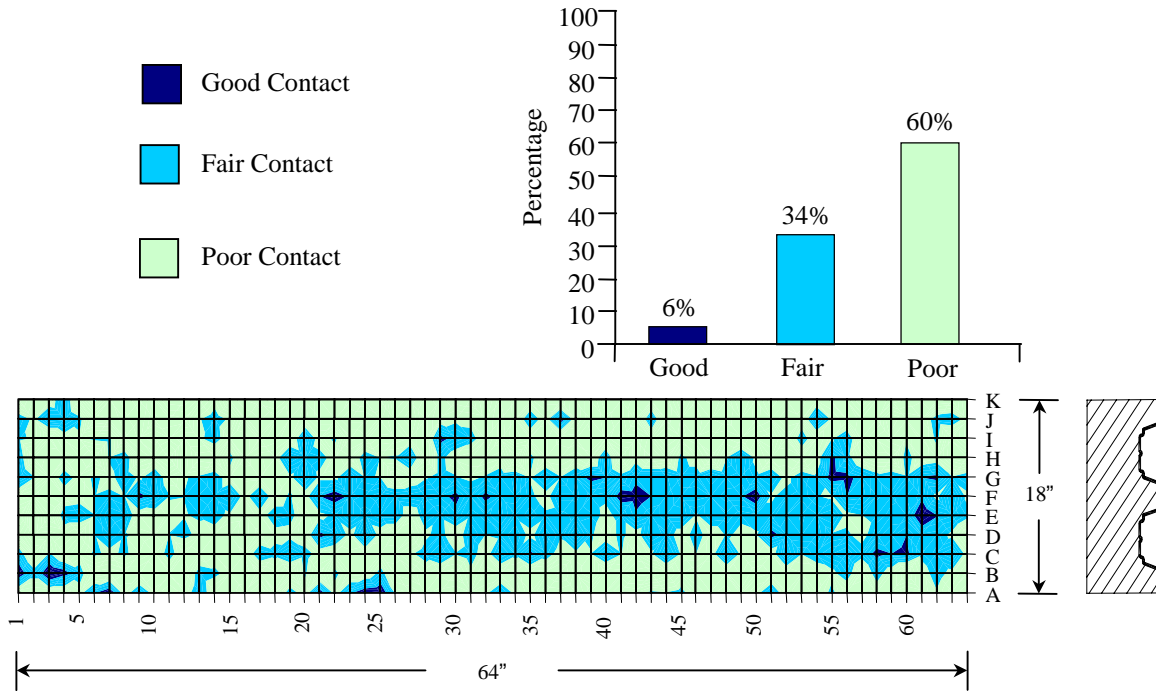 Good Contact
Fair Contact
Poor Contact
Percentage
100
90
80
70
60
50
40
30
20
10
0
6%
34%
60%
Good Fair Poor
K
J
I
H
G
F
E
D
C
B
A
1 5 10 15 20 25 30 35 40 45 50 55 60
64”
18”